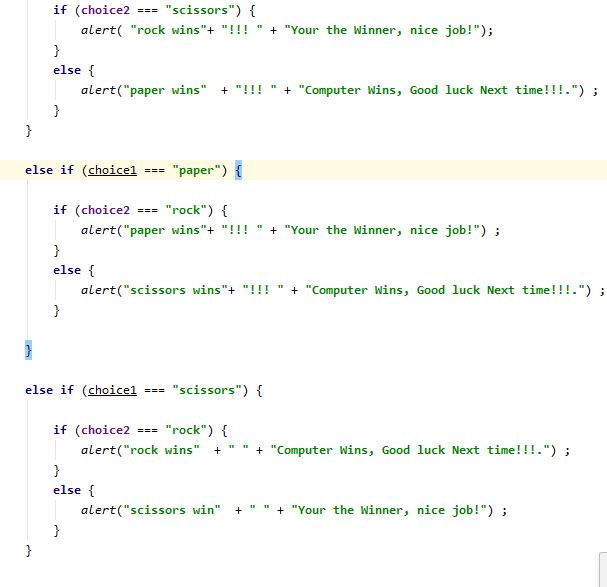 if (choice2 === "scissors") {
alert( "rock wins"+ "!!! " + "Your the Winner, nice job!");
}
else {
alert("paper wins"  + "!!! " + "Computer Wins, Good luck Next time!!!.") ;
}
}
else if (choice1 === "paper") {
if (choice2 === "rock") {
alert("paper wins"+ "!!! " + "Your the Winner, nice job!") ;
}
else {
alert("scissors wins"+ "!!! " + "Computer Wins, Good luck Next time!!!.") ;
}
}
else if (choice1 === "scissors") {
if (choice2 === "rock") {
alert("rock wins"  + " " + "Computer Wins, Good luck Next time!!!.") ;
}
else {
alert("scissors win"  + " " + "Your the Winner, nice job!") ;
}
}